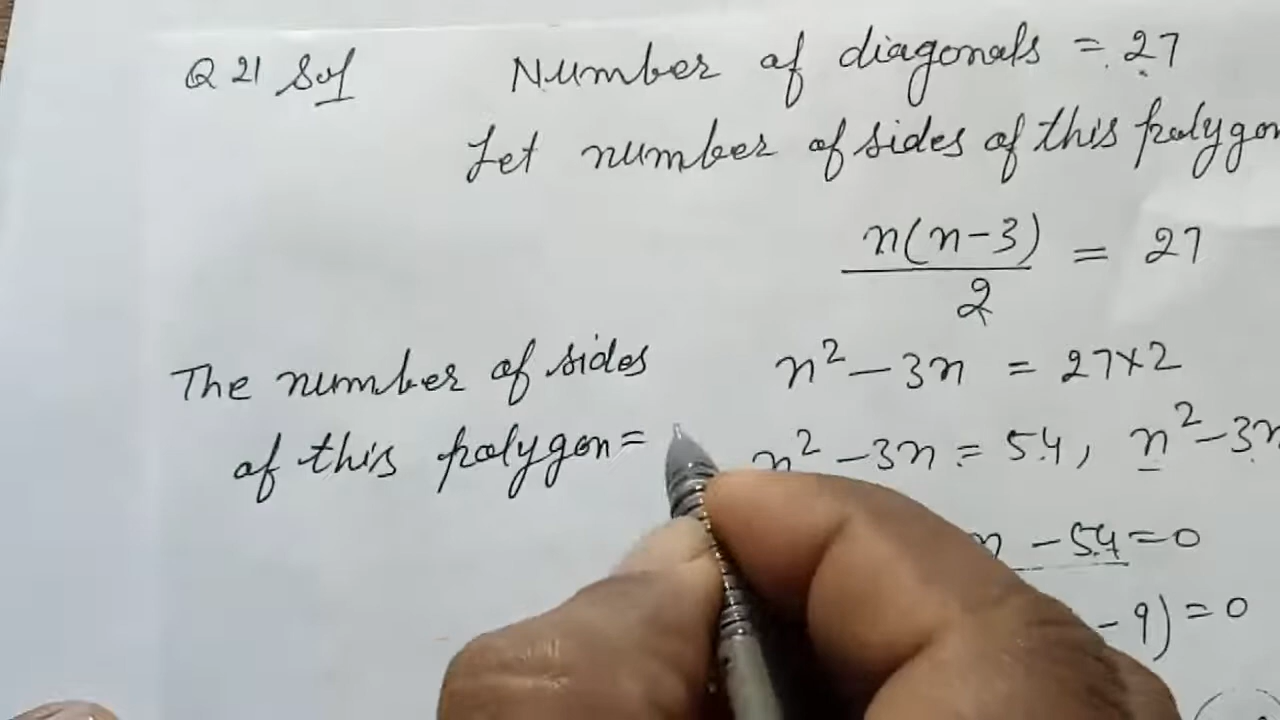 Q 21 Sol Number of diagonals = 27
Let number of sides of this polygon
n(n-3)
2
= 27
n² - 3n = 27×2
The number of sides
of this polygon =
n² - 3n = 54, n² - 3n
n - 54 = 0
- 9) = 0